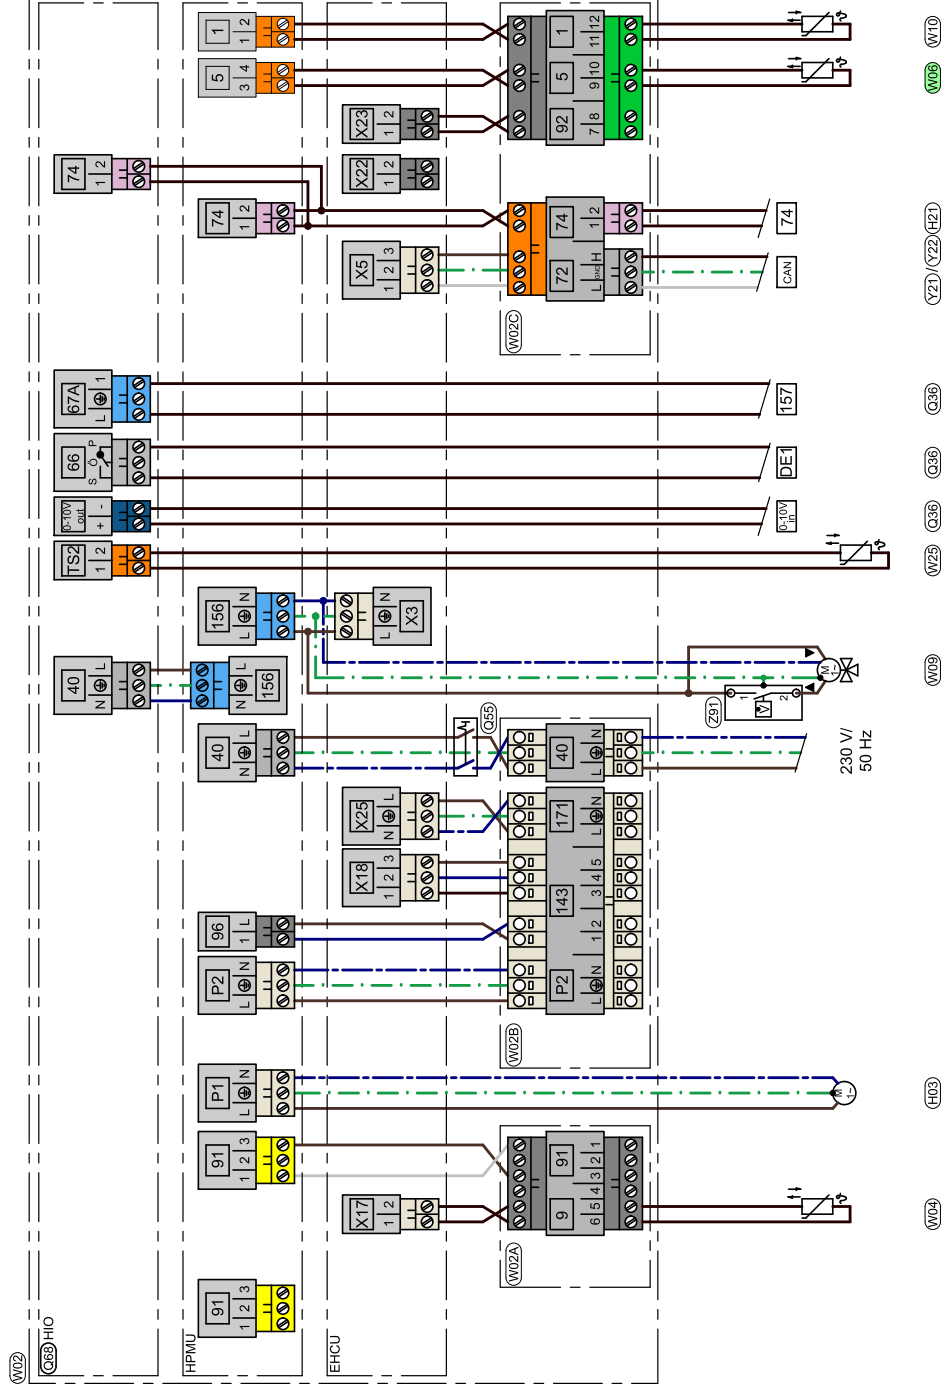 W02
Q68 HIO
40 TS2 0-10V out 66 67A 74
N L 1 2 + - S Ö P L 1 1 2
HPMU
91 91 P1 P2 96 40 156 74 5 1
1 2 3 1 2 3 L N L N 1 L N L L N 1 2 3 4 1 2
N L
156
EHCU
X17 X18 X25 X3 X5 X22 X23
1 2 1 2 3 N L L N 1 2 3 1 2 1 2
Q55
W02A W02B W02C
9 91 P2 143 171 40 72 74 92 5 1
6 5 4 3 2 1 L N 1 2 3 4 5 L N L N L GND H 1 2 7 8 9 10 11 12
Z91
1 2
M 1~
M 1~
0-10V in
DE1
157
CAN
74
230 V/
50 Hz
W04 H03 W09 W25 Q36 Q36 Q36 Y21 / Y22 H21 W06 W10